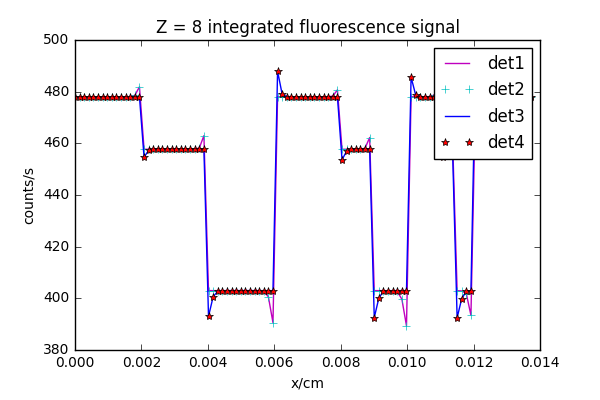 Z = 8 integrated fluorescence signal
500
480
460
440
420
400
380
counts/s
det1
det2
det3
det4
0.000 0.002 0.004 0.006 0.008 0.010 0.012 0.014
x/cm